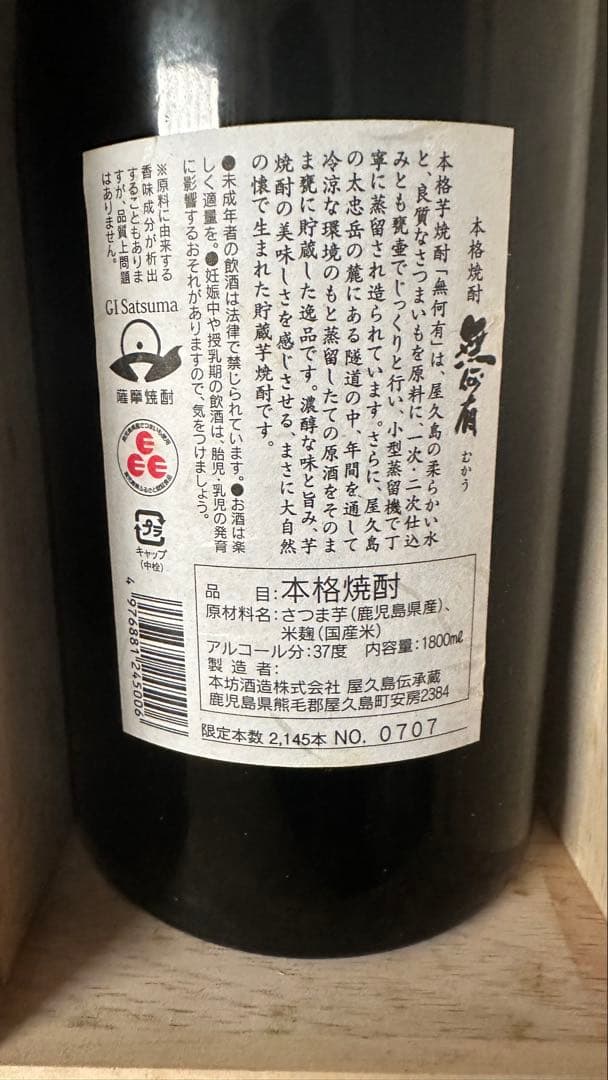 本格焼酎
無何有
むかう
本格芋焼酎「無何有」は、屋久島の柔らかい水
と、良質なさつまいもを原料に、一次・二次仕込
みとも甕壷でじっくりと行い、小型蒸留機で丁
寧に蒸留され造られています。さらに、屋久島
の太忠岳の麓にある隧道の中、年間を通して
冷涼な環境のもと蒸留したての原酒をそのま
ま甕に貯蔵した逸品です。濃醇な味と旨み、芋
焼酎の美味しさを感じさせる、まさに大自然
の懐で生まれた貯蔵芋焼酎です。
●未成年者の飲酒は法律で禁じられています。●お酒は楽
しく適量を。●妊娠中や授乳期の飲酒は、胎児・乳児の発育
に影響するおそれがありますので、気をつけましょう。
※原料に由来する
香味成分が析出
することもありま
すが、品質上問題
はありません。
GI Satsuma
薩摩焼酎
プラ
キャップ
(中栓)
4 976881 245006
品 目:本格焼酎
原材料名:さつま芋(鹿児島県産)、
米麹(国産米)
アルコール分:37度 内容量:1800㎖
製造者:
本坊酒造株式会社 屋久島伝承蔵
鹿児島県熊毛郡屋久島町安房2384
限定本数 2,145本 NO. 0707